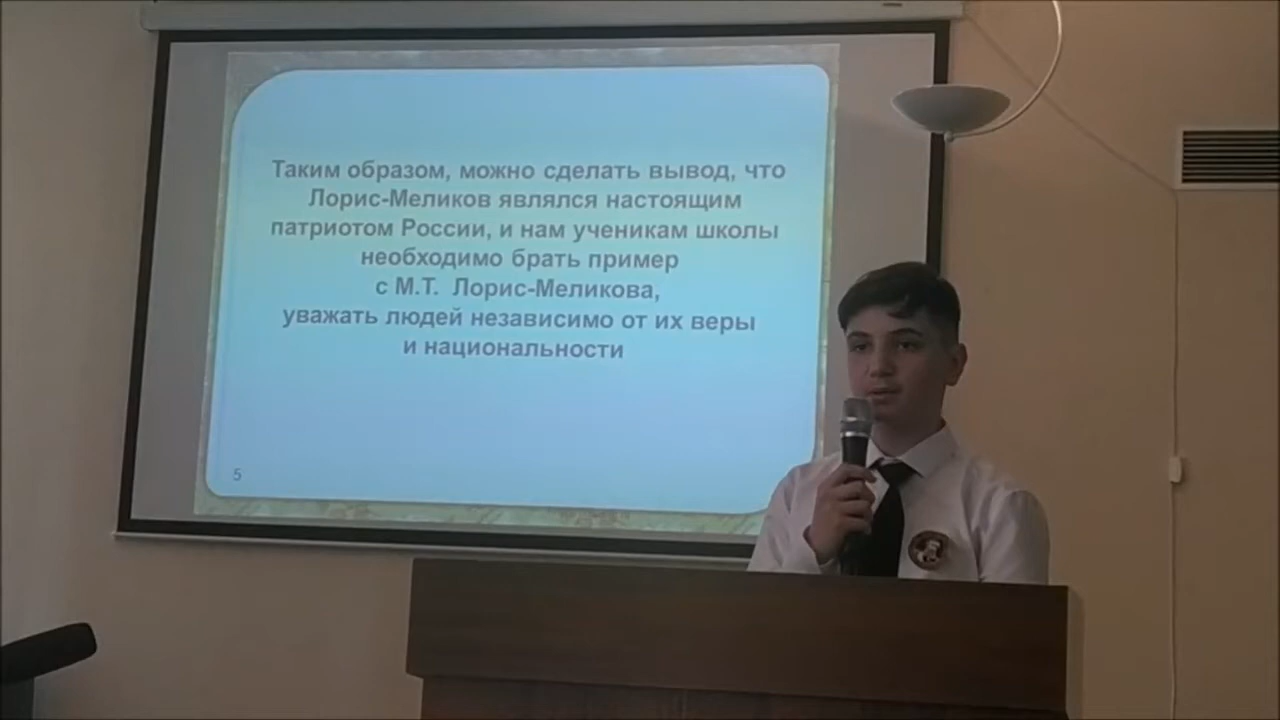 Таким образом, можно сделать вывод, что
Лорис-Меликов являлся настоящим
патриотом России, и нам ученикам школы
необходимо брать пример
с М.Т. Лорис-Меликова,
уважать людей независимо от их веры
и национальности
5